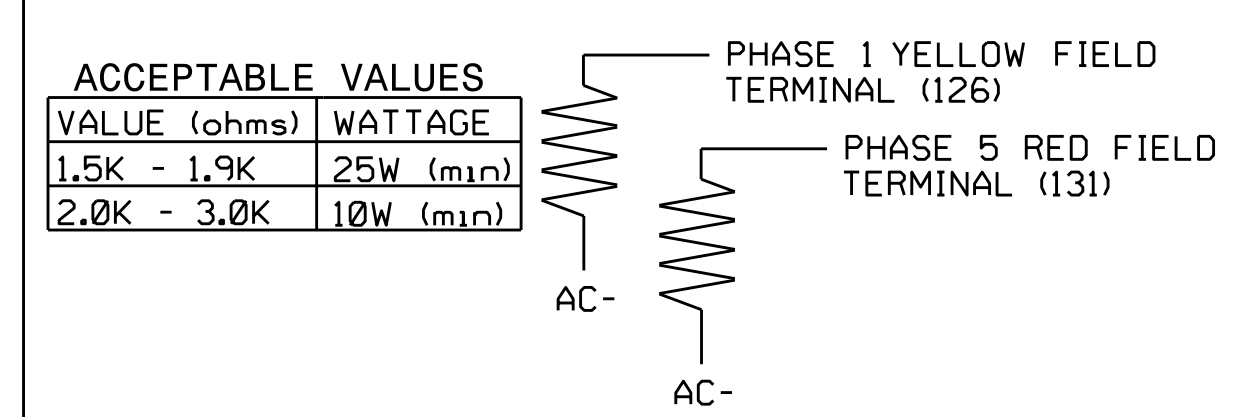 ACCEPTABLE VALUES
VALUE (ohms) WATTAGE
1.5K - 1.9K 25W (min)
2.0K - 3.0K 10W (min)
PHASE 1 YELLOW FIELD
TERMINAL (126)
AC-
PHASE 5 RED FIELD
TERMINAL (131)
AC-